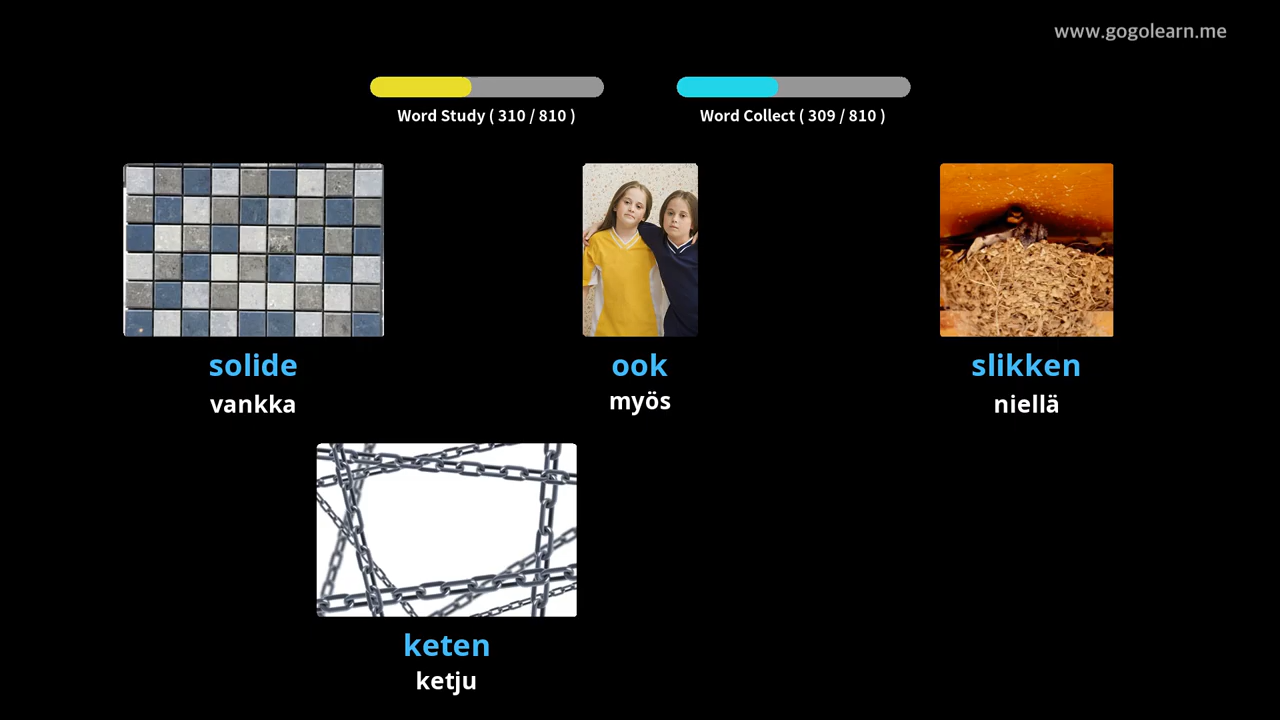 www.gogolearn.me
Word Study ( 310 / 810 )
Word Collect ( 309 / 810 )
solide
vankka
ook
myös
slikken
niellä
keten
ketju